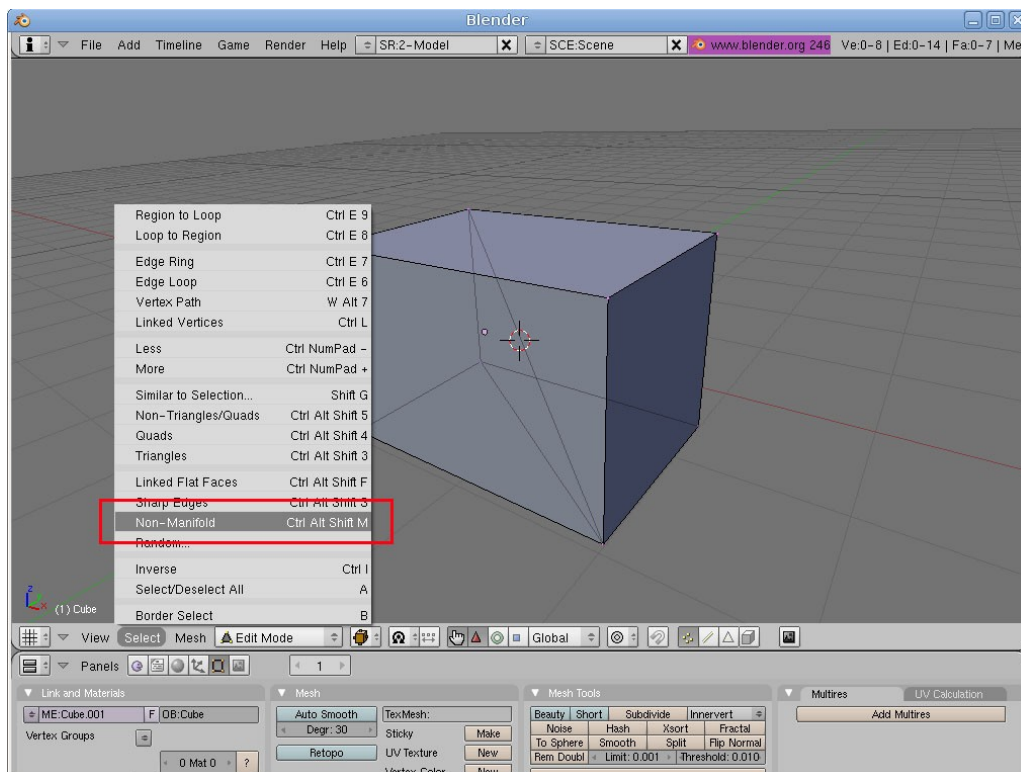 Blender
File Add Timeline Game Render Help SR:2-Model X SCE:Scene X www.blender.org 246 Ve:0-8 | Ed:0-14 | Fa:0-7 | Me
Region to Loop Ctrl E 9
Loop to Region Ctrl E 8
Edge Ring Ctrl E 7
Edge Loop Ctrl E 6
Vertex Path W Alt 7
Linked Vertices Ctrl L
Less Ctrl NumPad -
More Ctrl NumPad +
Similar to Selection... Shift G
Non-Triangles/Quads Ctrl Alt Shift 5
Quads Ctrl Alt Shift 4
Triangles Ctrl Alt Shift 3
Linked Flat Faces Ctrl Alt Shift F
Sharp Edges Ctrl Alt Shift S
Non-Manifold Ctrl Alt Shift M
Random...
Inverse Ctrl I
Select/Deselect All A
Border Select B
z
x (1) Cube
View Select Mesh Edit Mode Global
Panels 1
Link and Materials Mesh Mesh Tools Multires UV Calculation
ME:Cube.001 F OB:Cube Auto Smooth TexMesh: Beauty Short Subdivide Innervert Add Multires
Vertex Groups Degr: 30 Sticky Make Noise Hash Xsort Fractal
To Sphere Smooth Split Flip Normal
0 Mat 0 ? Retopo UV Texture New Rem Doubl Limit: 0.001 Threshold: 0.010
Vertex Color New